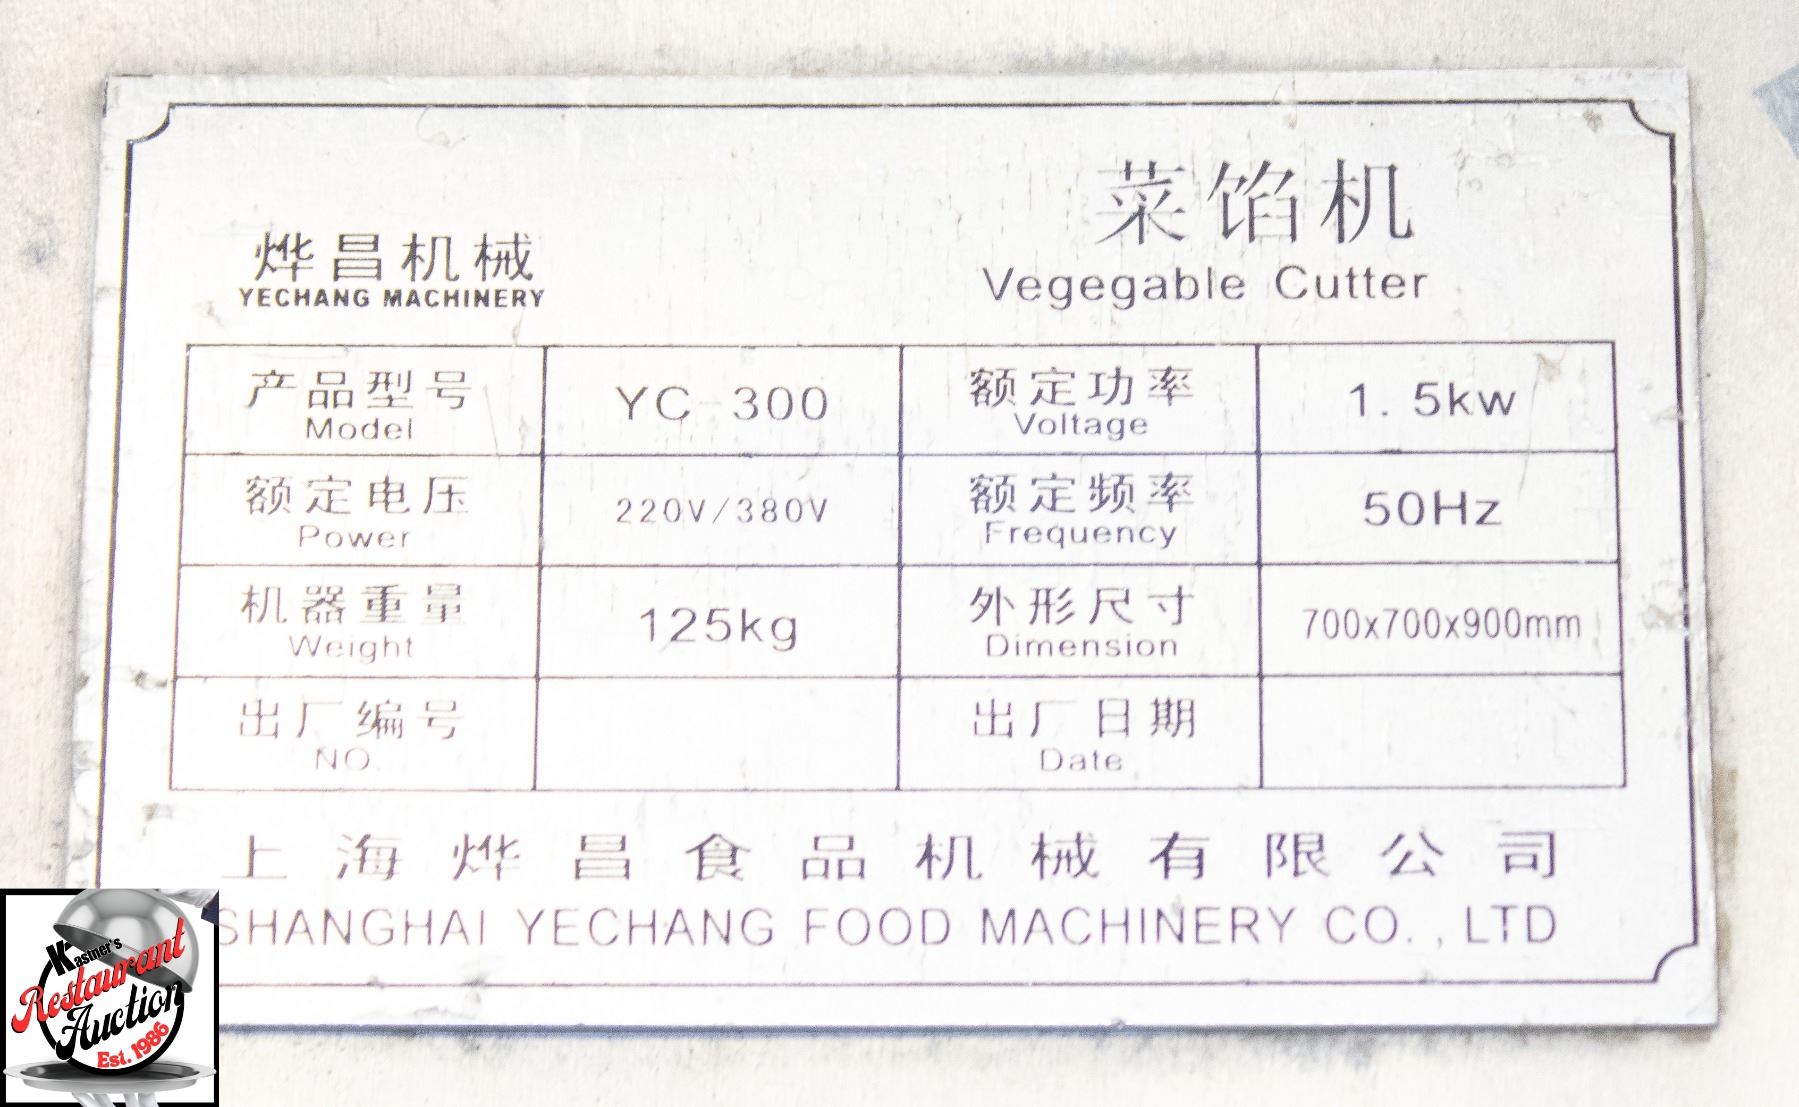 菜馅机
Vegegable Cutter
烨昌机械
YECHANG MACHINERY
产品型号 YC-300 额定功率 1.5kw
Model Voltage
额定电压 220V/380V 额定频率 50Hz
Power Frequency
机器重量 125kg 外形尺寸 700x700x900mm
Weight Dimension
出厂编号 出厂日期
NO. Date
上海烨昌食品机械有限公司
SHANGHAI YECHANG FOOD MACHINERY CO.,LTD
Kastner's
Restaurant
Auction
Est. 1986